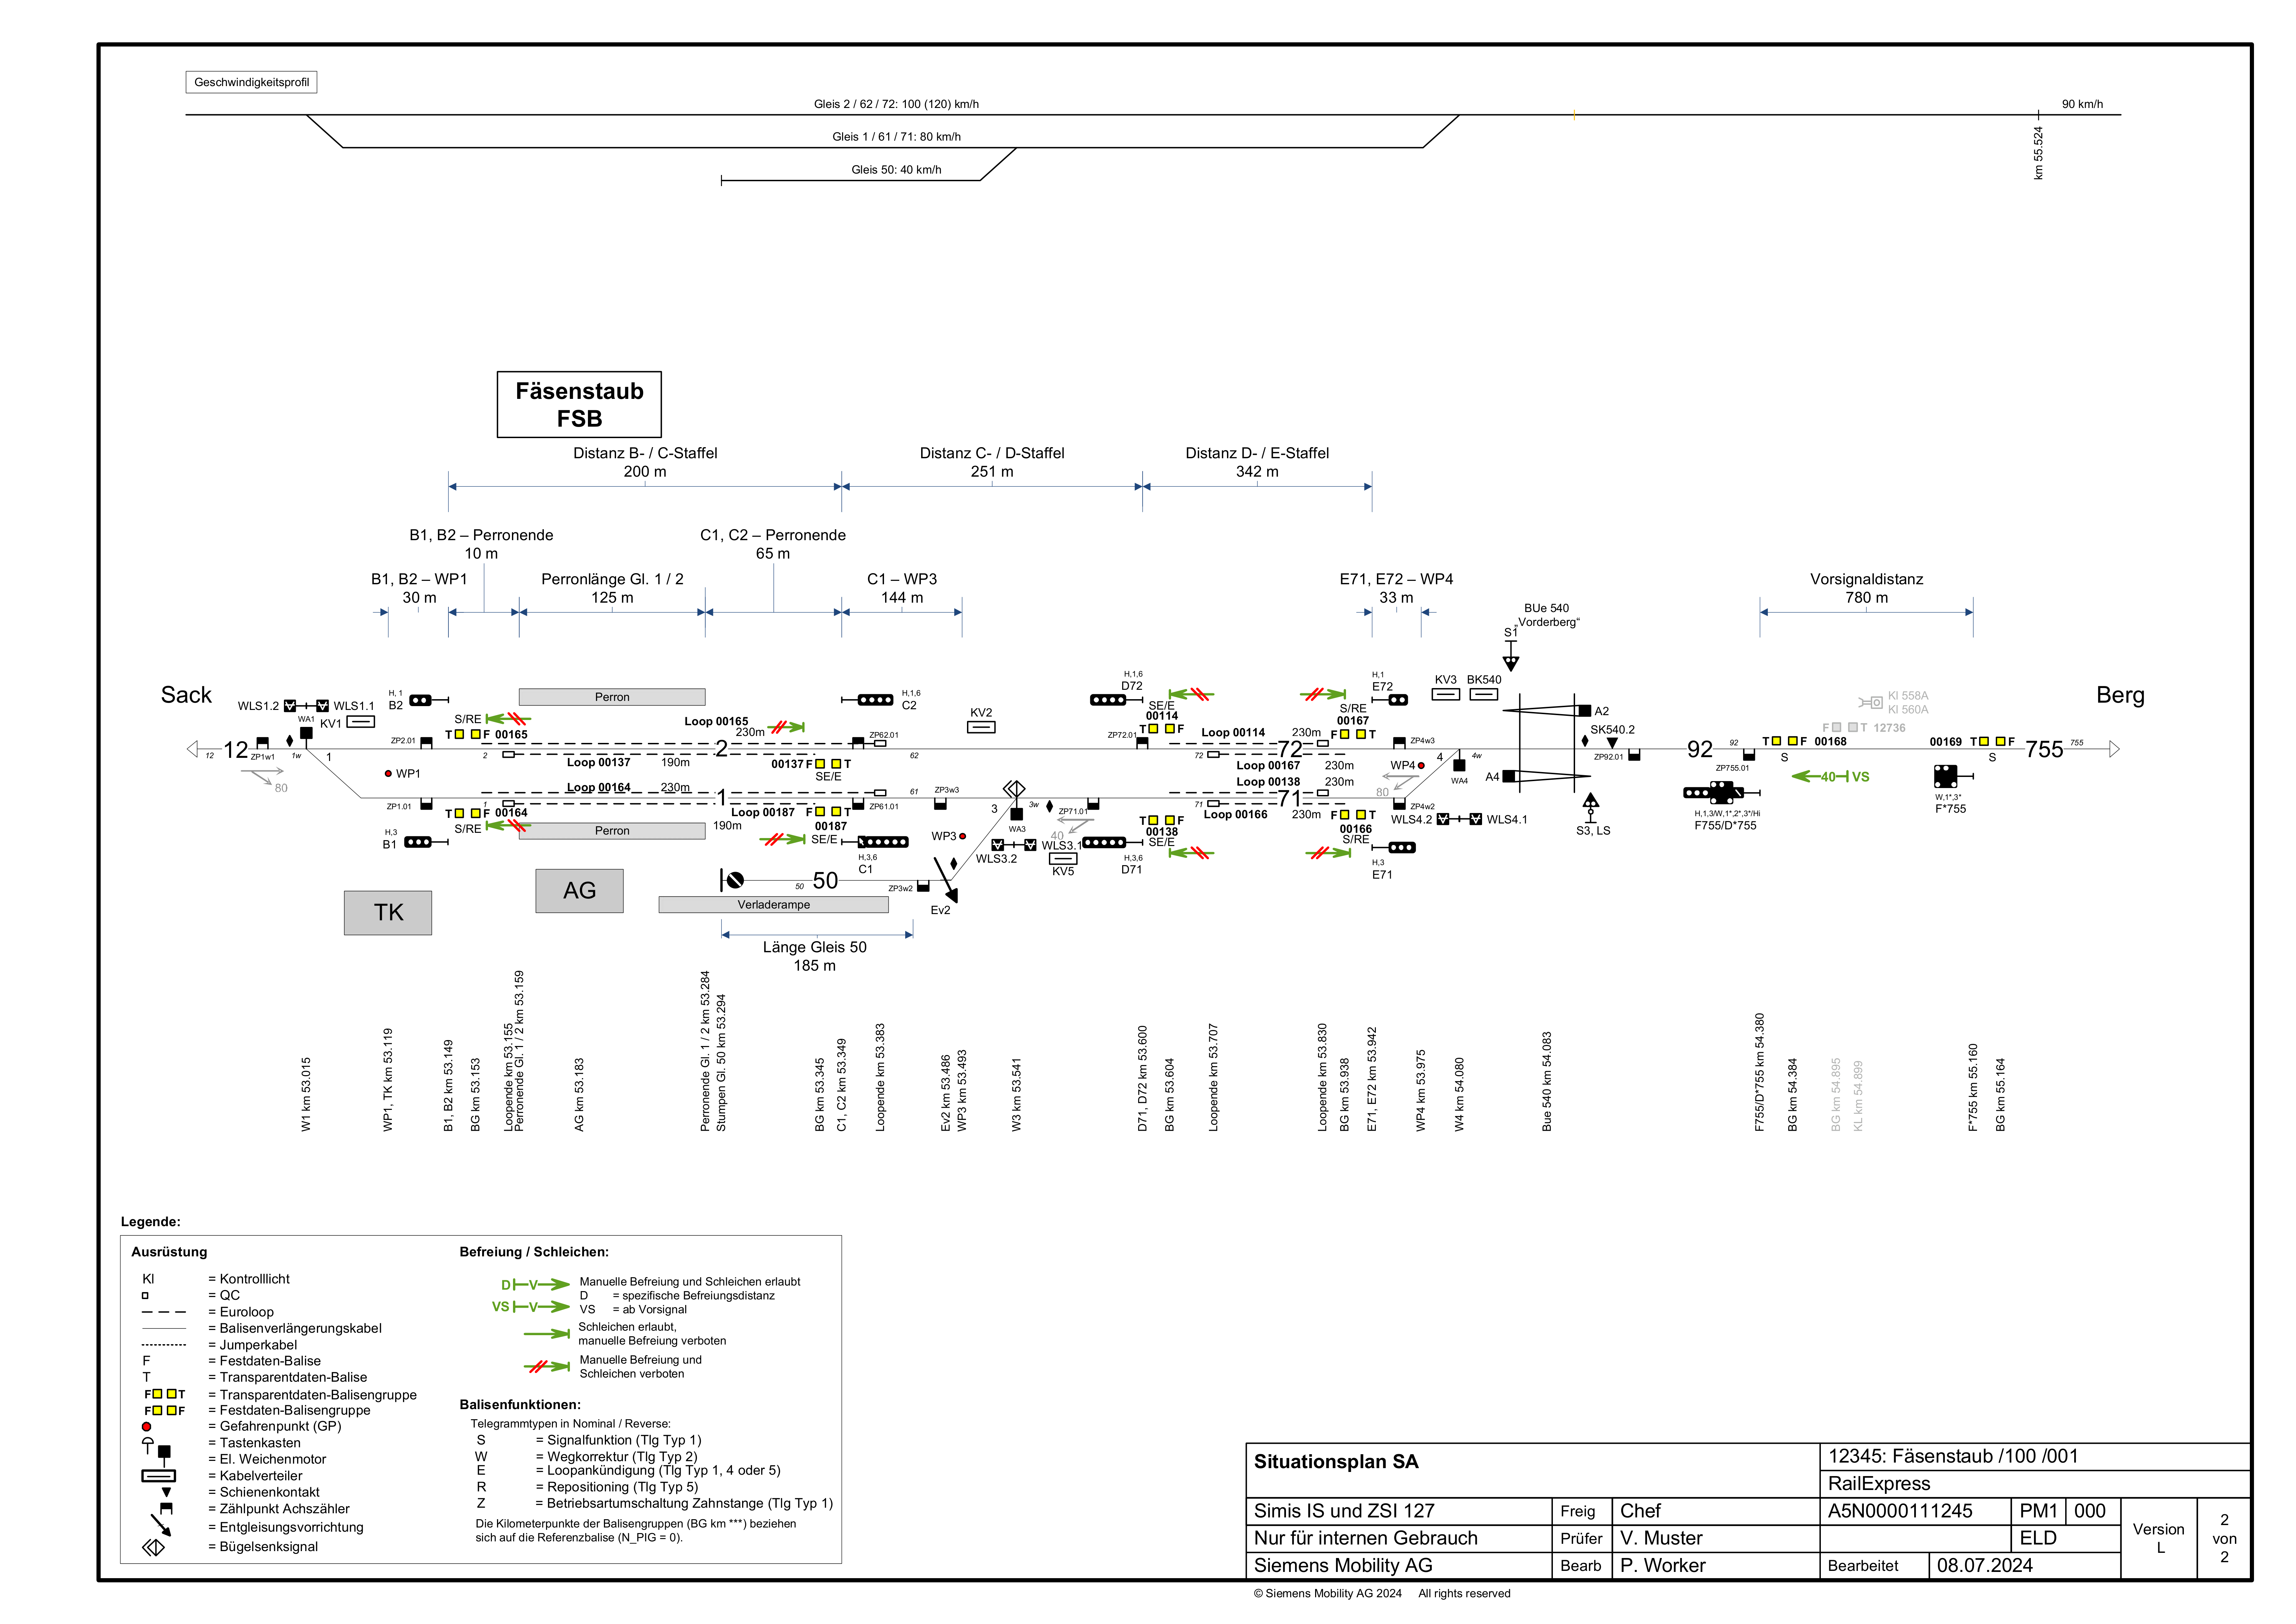 Geschwindigkeitsprofil
Gleis 2 / 62 / 72: 100 (120) km/h
90 km/h
Gleis 1 / 61 / 71: 80 km/h
km 55.524
Gleis 50: 40 km/h
Fäsenstaub
FSB
Distanz B- / C-Staffel
200 m
Distanz C- / D-Staffel
251 m
Distanz D- / E-Staffel
342 m
B1, B2 – Perronende
10 m
C1, C2 – Perronende
65 m
B1, B2 – WP1
30 m
Perronlänge Gl. 1 / 2
125 m
C1 – WP3
144 m
E71, E72 – WP4
33 m
BUe 540
„Vorderberg“
S1
Vorsignaldistanz
780 m
Sack
Berg
WLS1.2
WLS1.1
WA1
KV1
H, 1
B2
S/RE
T F 00165
Perron
Loop 00165
230m
H,1,6
C2
KV2
H,1,6
D72
SE/E
00114
T F
H,1
E72
S/RE
00167
F T
KV3
BK540
A2
SK540.2
Kl 558A
Kl 560A
F T 12736
T F 00168
S
00169 T F
S
12
12
ZP1w1
1w
1
80
ZP2.01
2
Loop 00137
190m
2
00137 F T
SE/E
ZP62.01
62
ZP72.01
72
Loop 00114
230m
72
Loop 00167
230m
ZP4w3
WP4
4
4w
WA4
80
A4
ZP92.01
92
92
ZP755.01
40 VS
755
755
WP1
Loop 00164
230m
1
61
ZP3w3
3
3w
WA3
ZP71.01
40
71
Loop 00138
230m
71
Loop 00166
230m
ZP4w2
WLS4.2
WLS4.1
S3, LS
H,1,3/W,1*,2*,3*/Hi
F755/D*755
W,1*,3*
F*755
ZP1.01
1
T F 00164
S/RE
H,3
B1
Perron
190m
Loop 00187
F T
00187
SE/E
ZP61.01
H,3,6
C1
WP3
WLS3.2
WLS3.1
KV5
H,3,6
D71
T F
00138
SE/E
F T
00166
S/RE
H,3
E71
TK
AG
50
50
ZP3w2
Ev2
Verladerampe
Länge Gleis 50
185 m
W1 km 53.015
WP1, TK km 53.119
B1, B2 km 53.149
BG km 53.153
Loopende km 53.155
Perronende Gl. 1 / 2 km 53.159
AG km 53.183
Perronende Gl. 1 / 2 km 53.284
Stumpen Gl. 50 km 53.294
BG km 53.345
C1, C2 km 53.349
Loopende km 53.383
Ev2 km 53.486
WP3 km 53.493
W3 km 53.541
D71, D72 km 53.600
BG km 53.604
Loopende km 53.707
Loopende km 53.830
BG km 53.938
E71, E72 km 53.942
WP4 km 53.975
W4 km 54.080
Bue 540 km 54.083
F755/D*755 km 54.380
BG km 54.384
BG km 54.895
KL km 54.899
F*755 km 55.160
BG km 55.164
Legende:
Ausrüstung
Kl = Kontrolllicht
= QC
= Euroloop
= Balisenverlängerungskabel
= Jumperkabel
F = Festdaten-Balise
T = Transparentdaten-Balise
F T = Transparentdaten-Balisengruppe
F F = Festdaten-Balisengruppe
= Gefahrenpunkt (GP)
= Tastenkasten
= El. Weichenmotor
= Kabelverteiler
= Schienenkontakt
= Zählpunkt Achszähler
= Entgleisungsvorrichtung
= Bügelsenksignal
Befreiung / Schleichen:
D V Manuelle Befreiung und Schleichen erlaubt
D = spezifische Befreiungsdistanz
VS V VS = ab Vorsignal
Schleichen erlaubt,
manuelle Befreiung verboten
Manuelle Befreiung und
Schleichen verboten
Balisenfunktionen:
Telegrammtypen in Nominal / Reverse:
S = Signalfunktion (Tlg Typ 1)
W = Wegkorrektur (Tlg Typ 2)
E = Loopankündigung (Tlg Typ 1, 4 oder 5)
R = Repositioning (Tlg Typ 5)
Z = Betriebsartumschaltung Zahnstange (Tlg Typ 1)
Die Kilometerpunkte der Balisengruppen (BG km ***) beziehen
sich auf die Referenzbalise (N_PIG = 0).
Situationsplan SA
12345: Fäsenstaub /100 /001
RailExpress
Simis IS und ZSI 127
Freig
Chef
A5N0000111245
PM1
000
Version
L
2
von
2
Nur für internen Gebrauch
Prüfer
V. Muster
ELD
Siemens Mobility AG
Bearb
P. Worker
Bearbeitet
08.07.2024
© Siemens Mobility AG 2024 All rights reserved